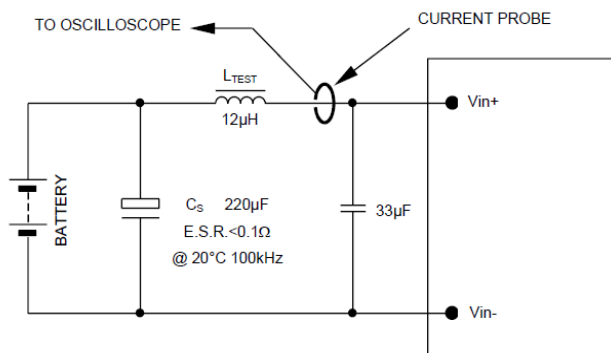 TO OSCILLOSCOPE
CURRENT PROBE
LTEST
12μH
Vin+
BATTERY
CS 220μF
E.S.R.<0.1Ω
@ 20°C 100kHz
33μF
Vin-